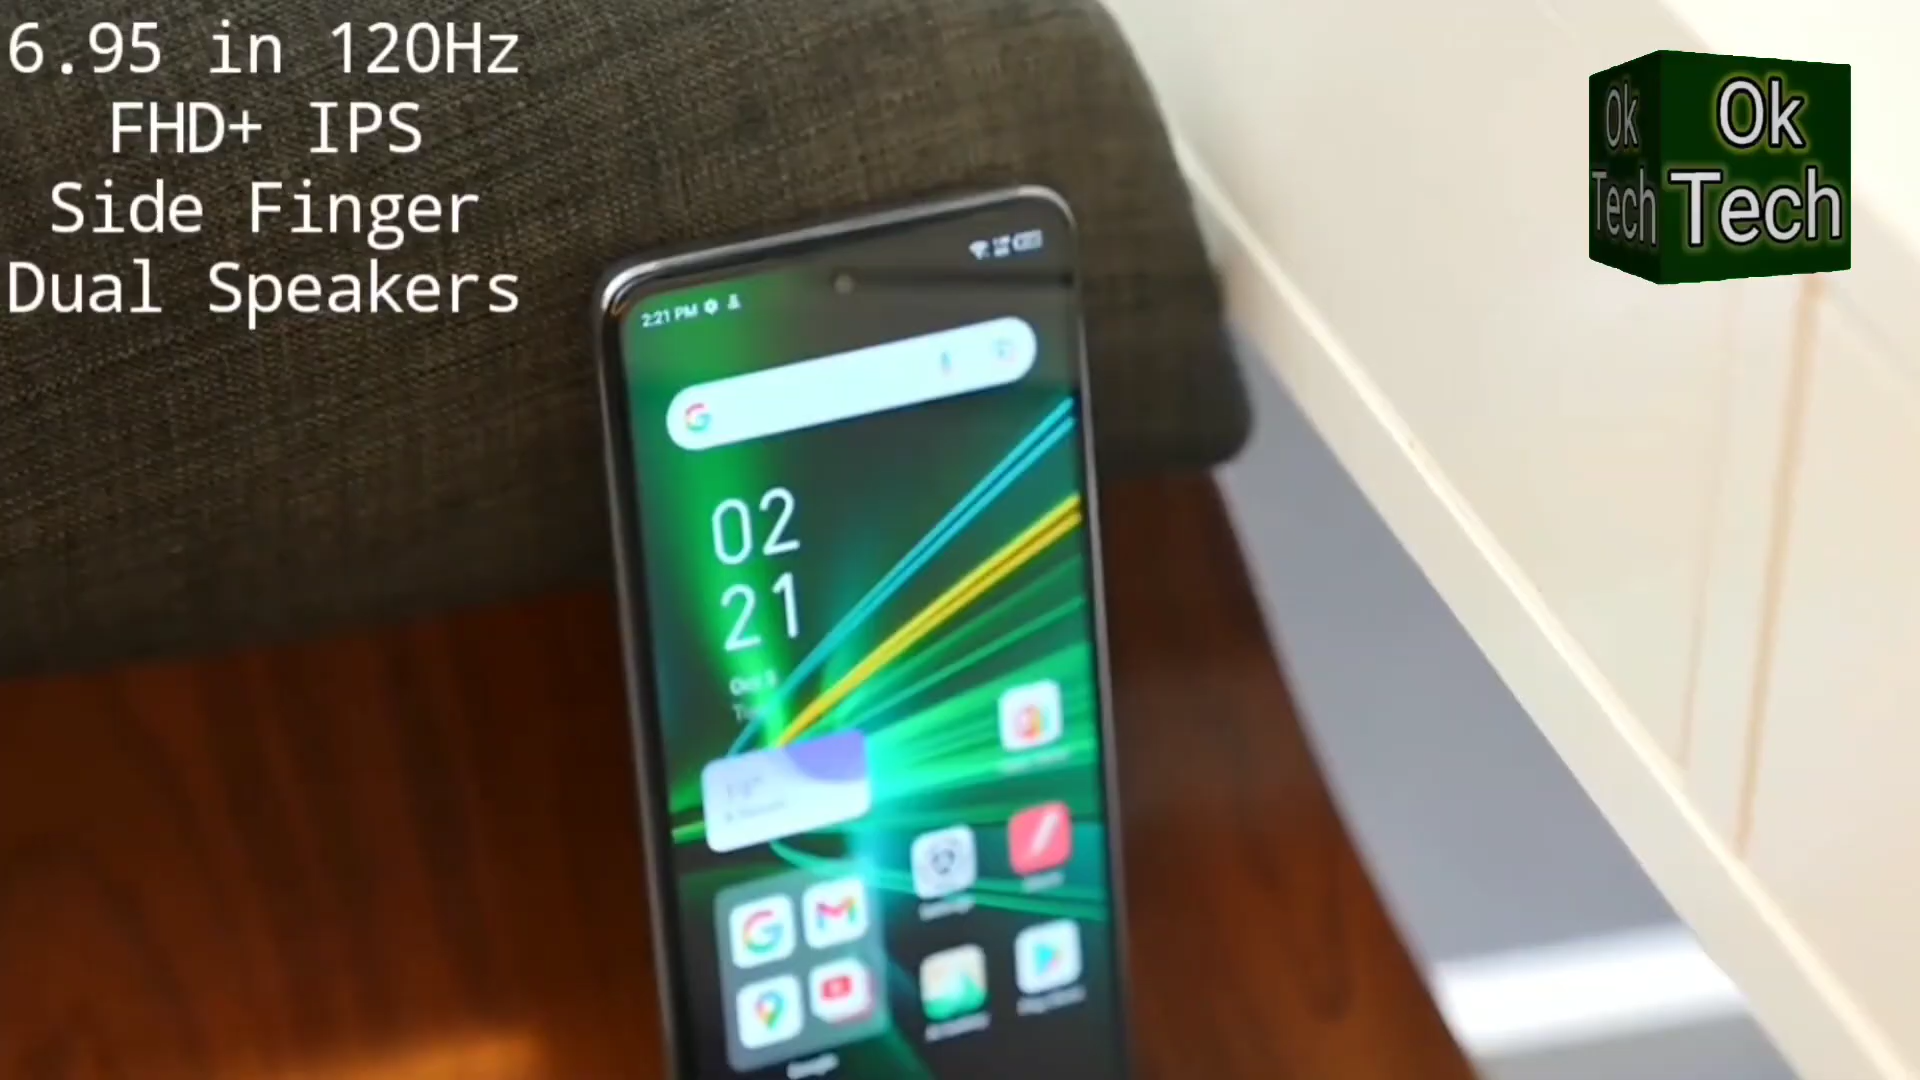 6.95 in 120Hz
FHD+ IPS
Side Finger
Dual Speakers
Ok
Tech
Ok
Tech
2:21 PM
02
21
Google